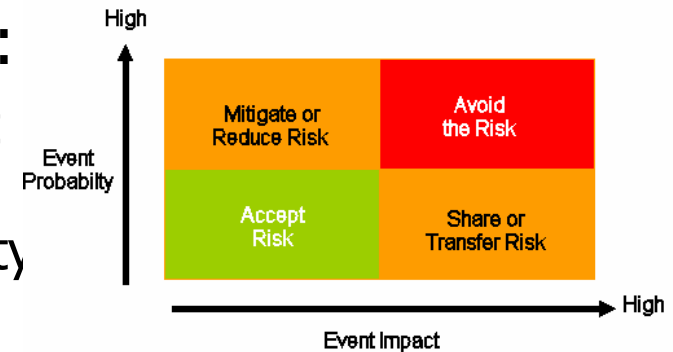 High
:
Mitigate or
Reduce Risk
Avoid
the Risk
Event
Probabilty
Accept
Risk
Share or
Transfer Risk
ty
High
Event Impact